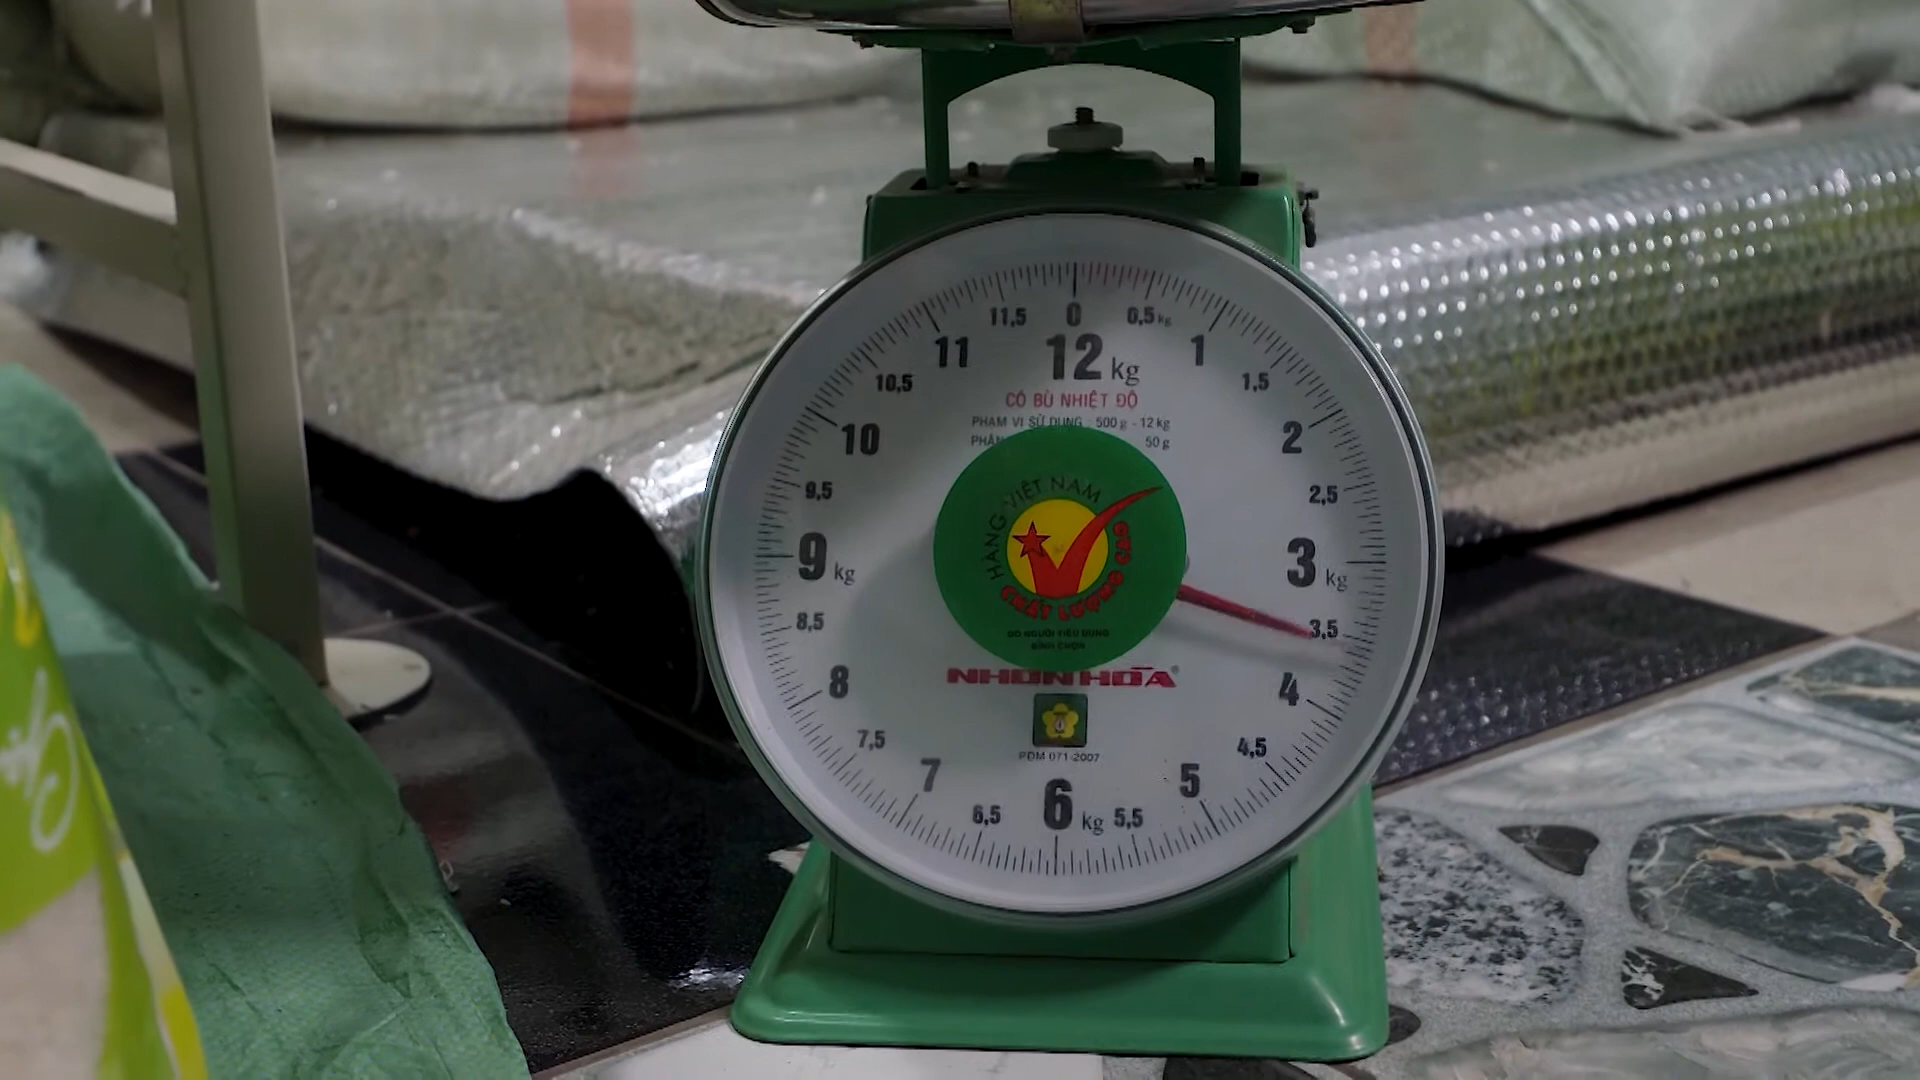 0
11,5
0,5 kg
12 kg
11
1
10,5
1,5
CÓ BÙ NHIỆT ĐỘ
PHẠM VI SỬ DỤNG : 500 g - 12 kg
PHÂN 50 g
10
2
9,5
2,5
HÀNG VIỆT NAM
CHẤT LƯỢNG CAO
9 kg
3 kg
8,5
3,5
DO NGƯỜI TIÊU DÙNG
BÌNH CHỌN
NHƠN HÒA®
8
4
7,5
4,5
PDM 071-2007
7
5
6,5
6 kg
5,5